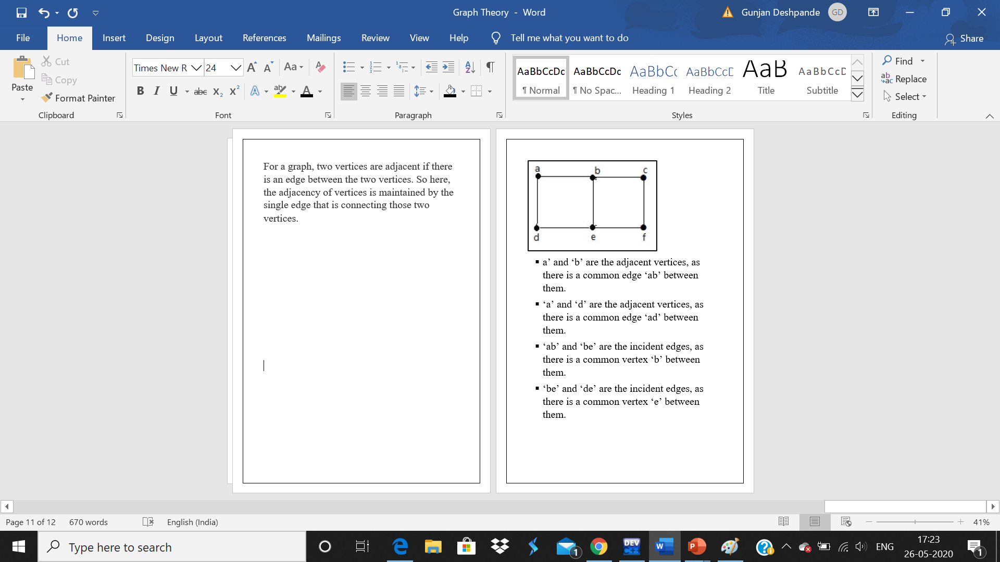 Graph Theory - Word
Gunjan Deshpande
GD
File
Home
Insert
Design
Layout
References
Mailings
Review
View
Help
Tell me what you want to do
Share
Paste
Cut
Copy
Format Painter
Clipboard
Times New R
24
Font
Paragraph
AaBbCcDc
¶ Normal
AaBbCcDc
¶ No Spac...
AaBbCc
Heading 1
AaBbCcD
Heading 2
AaB
Title
AaBbCcD
Subtitle
Styles
Find
Replace
Select
Editing
For a graph, two vertices are adjacent if there
is an edge between the two vertices. So here,
the adjacency of vertices is maintained by the
single edge that is connecting those two
vertices.
a b c
d e f
▪ a’ and ‘b’ are the adjacent vertices, as
there is a common edge ‘ab’ between
them.
▪ ‘a’ and ‘d’ are the adjacent vertices, as
there is a common edge ‘ad’ between
them.
▪ ‘ab’ and ‘be’ are the incident edges, as
there is a common vertex ‘b’ between
them.
▪ ‘be’ and ‘de’ are the incident edges, as
there is a common vertex ‘e’ between
them.
Page 11 of 12
670 words
English (India)
41%
Type here to search
1
DEV
C++
W
P
ENG
17:23
26-05-2020
1